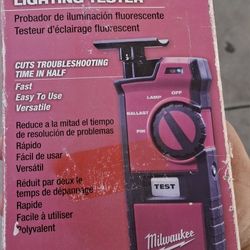 LIGHTING TESTER
Probador de iluminación fluorescente
Testeur d'éclairage fluorescent
CUTS TROUBLESHOOTING
TIME IN HALF
Fast
Easy To Use
Versatile
Reduce a la mitad el tiempo
de resolución de problemas
Rápido
Fácil de usar
Versátil
Réduit par deux le
temps de dépannage
Rapide
Facile à utiliser
Polyvalent
OFF
LAMP
BALLAST
PIN
TEST
Milwaukee